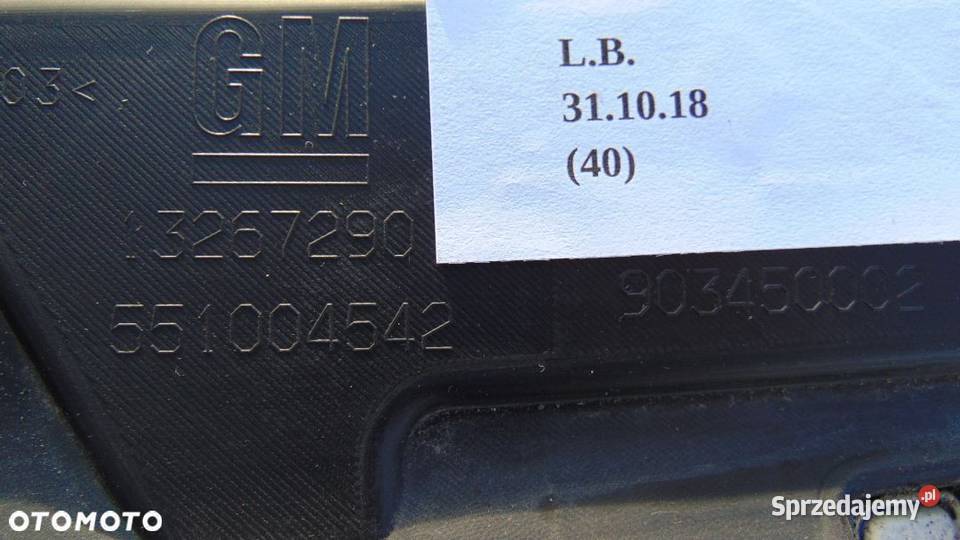 GM
L.B.
31.10.18
(40)
03<
13267290
551004542
903450002
OTOMOTO
Sprzedajemy.pl